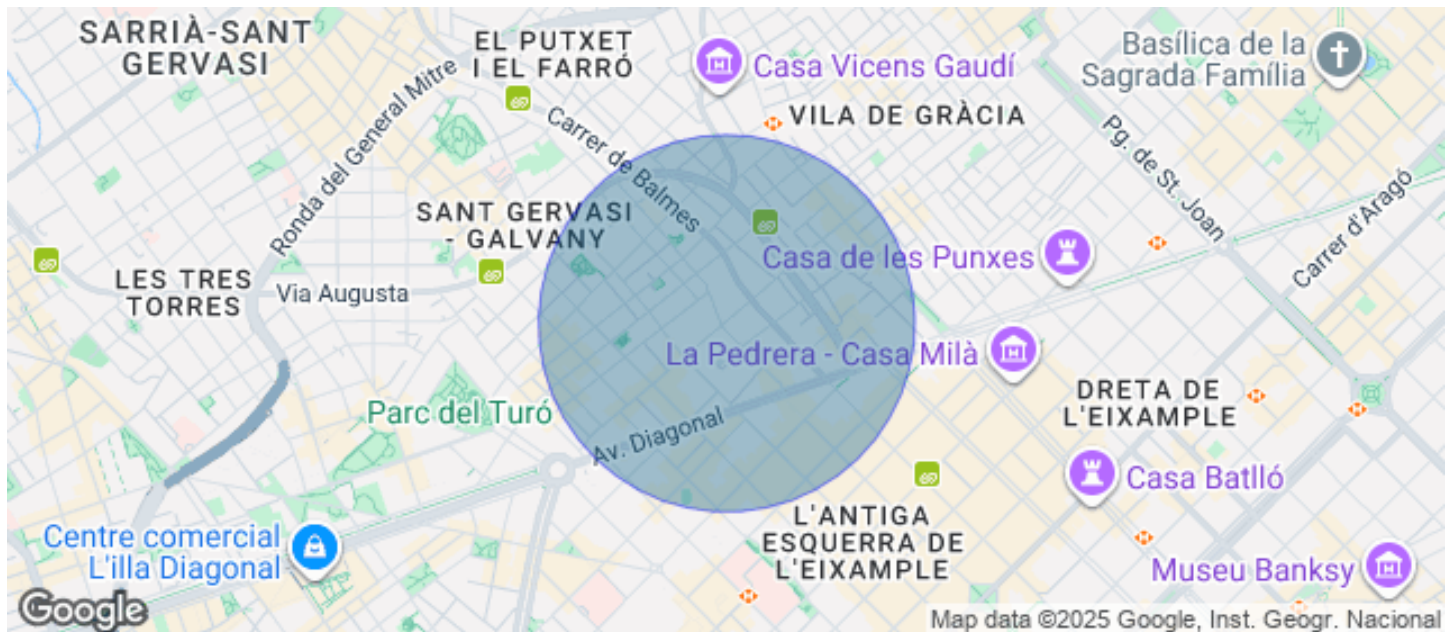 SARRIÀ-SANT
GERVASI
EL PUTXET
I EL FARRÓ
Casa Vicens Gaudí
Basílica de la
Sagrada Família
Ronda del General Mitre
Carrer de Balmes
VILA DE GRÀCIA
Pg. de St. Joan
Carrer d'Aragó
SANT GERVASI
- GALVANY
Casa de les Punxes
LES TRES
TORRES
Via Augusta
La Pedrera - Casa Milà
Parc del Turó
Av. Diagonal
DRETA DE
L'EIXAMPLE
Casa Batlló
L'ANTIGA
ESQUERRA DE
L'EIXAMPLE
Centre comercial
L'illa Diagonal
Museu Banksy
Google
Map data ©2025 Google, Inst. Geogr. Nacional